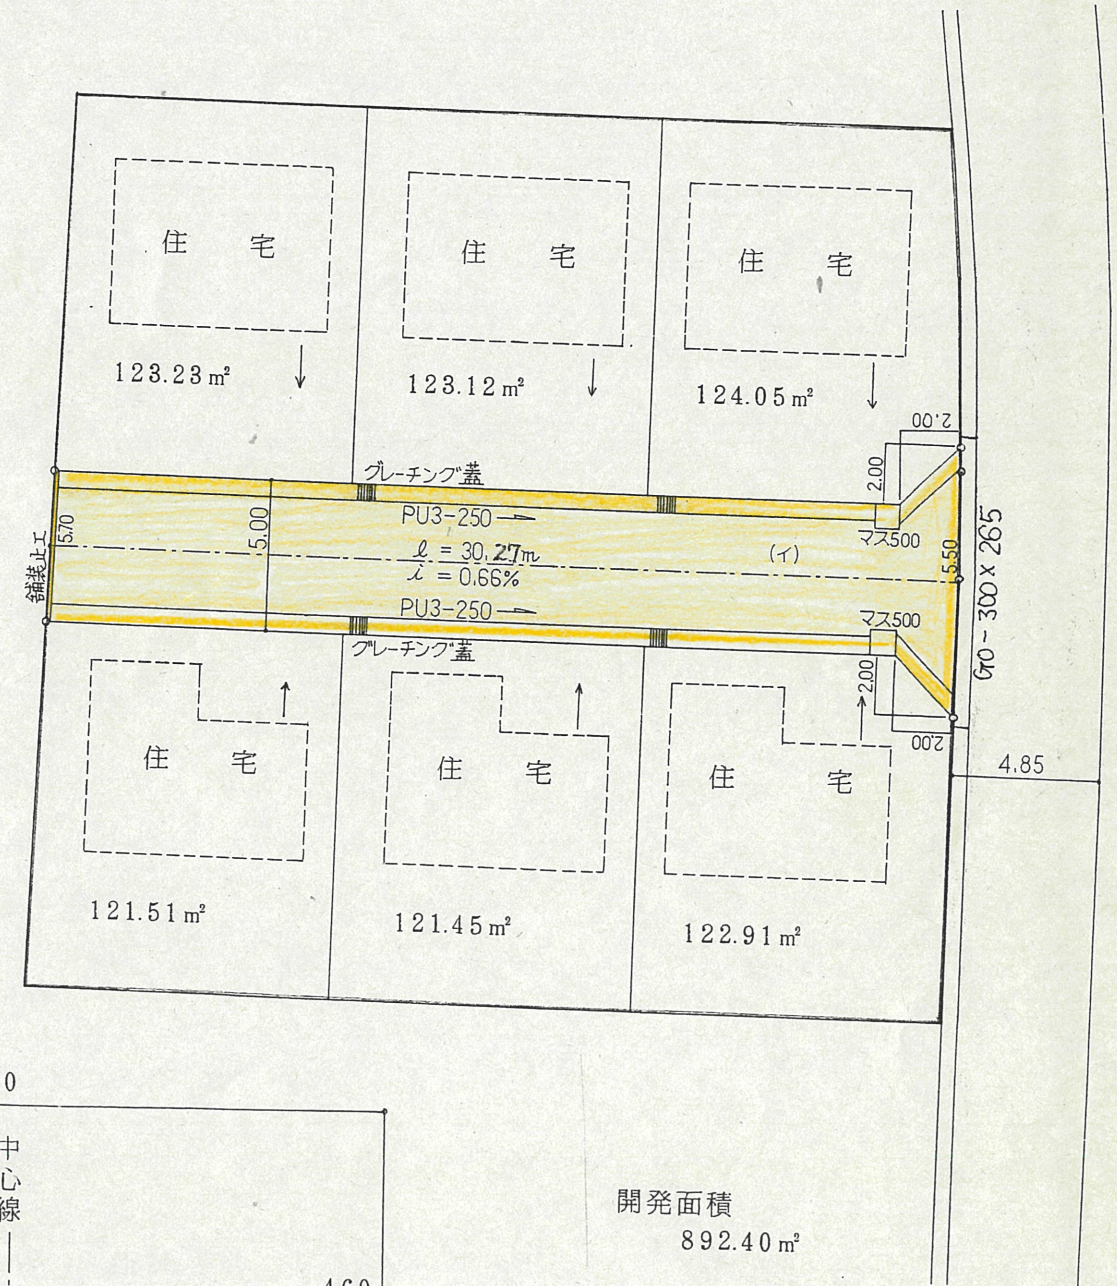 住 宅
住 宅
住 宅
123.23㎡
123.12㎡
124.05㎡
2.00
2.00
グレーチング蓋
PU3-250
マス500
5.70
5.00
ℓ = 30.27m
i = 0.66%
(イ)
5.50
GO-300×265
舗装止工
PU3-250
マス500
グレーチング蓋
2.00
2.00
4.85
住 宅
住 宅
住 宅
121.51㎡
121.45㎡
122.91㎡
0
中心線
開発面積
892.40㎡